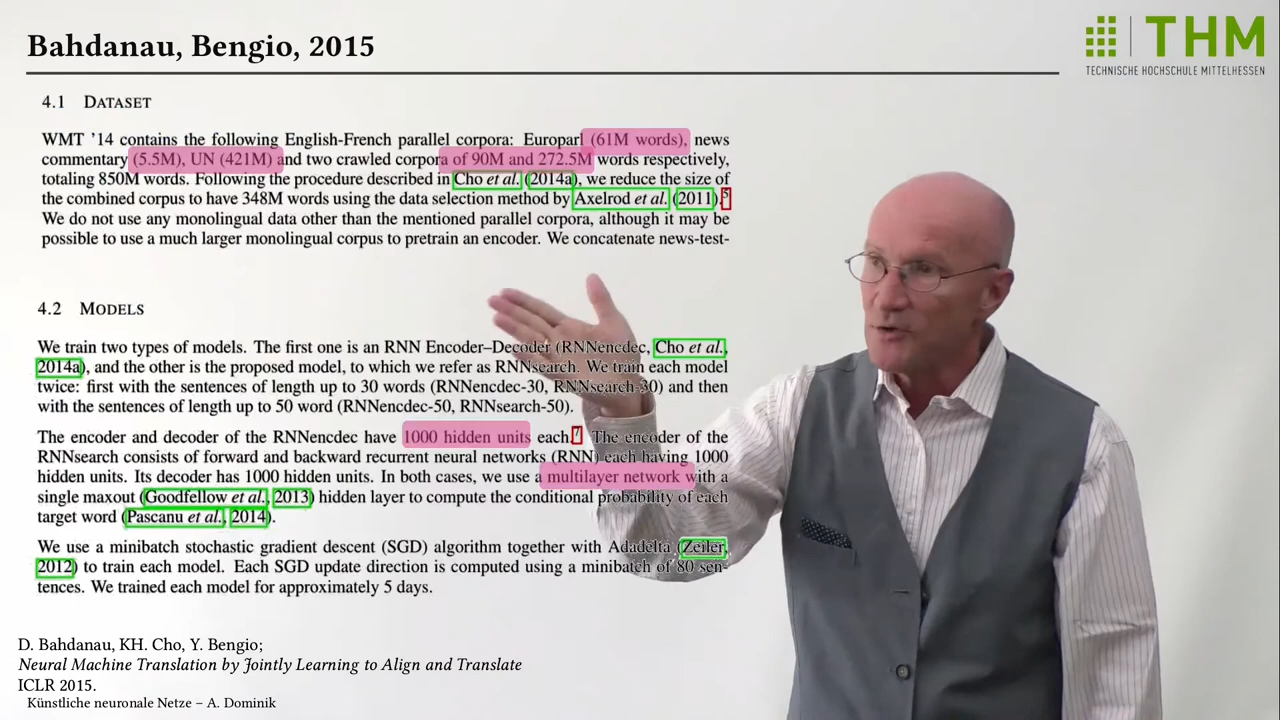 Bahdanau, Bengio, 2015
THM
TECHNISCHE HOCHSCHULE MITTELHESSEN
4.1 DATASET
WMT ’14 contains the following English-French parallel corpora: Europarl (61M words), news
commentary (5.5M), UN (421M) and two crawled corpora of 90M and 272.5M words respectively,
totaling 850M words. Following the procedure described in Cho et al. (2014a), we reduce the size of
the combined corpus to have 348M words using the data selection method by Axelrod et al. (2011).5
We do not use any monolingual data other than the mentioned parallel corpora, although it may be
possible to use a much larger monolingual corpus to pretrain an encoder. We concatenate news-test-
4.2 MODELS
We train two types of models. The first one is an RNN Encoder–Decoder (RNNencdec, Cho et al.,
2014a), and the other is the proposed model, to which we refer as RNNsearch. We train each model
twice: first with the sentences of length up to 30 words (RNNencdec-30, RNNsearch-30) and then
with the sentences of length up to 50 word (RNNencdec-50, RNNsearch-50).
The encoder and decoder of the RNNencdec have 1000 hidden units each.7 The encoder of the
RNNsearch consists of forward and backward recurrent neural networks (RNN) each having 1000
hidden units. Its decoder has 1000 hidden units. In both cases, we use a multilayer network with a
single maxout (Goodfellow et al., 2013) hidden layer to compute the conditional probability of each
target word (Pascanu et al., 2014).
We use a minibatch stochastic gradient descent (SGD) algorithm together with Adadelta (Zeiler,
2012) to train each model. Each SGD update direction is computed using a minibatch of 80 sen-
tences. We trained each model for approximately 5 days.
D. Bahdanau, KH. Cho, Y. Bengio;
Neural Machine Translation by Jointly Learning to Align and Translate
ICLR 2015.
Künstliche neuronale Netze – A. Dominik